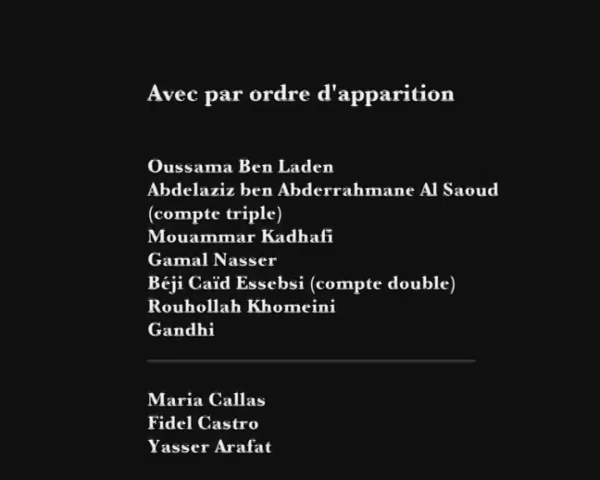 Avec par ordre d'apparition
Oussama Ben Laden
Abdelaziz ben Abderrahmane Al Saoud
(compte triple)
Mouammar Kadhafi
Gamal Nasser
Béji Caïd Essebsi (compte double)
Rouhollah Khomeini
Gandhi
Maria Callas
Fidel Castro
Yasser Arafat